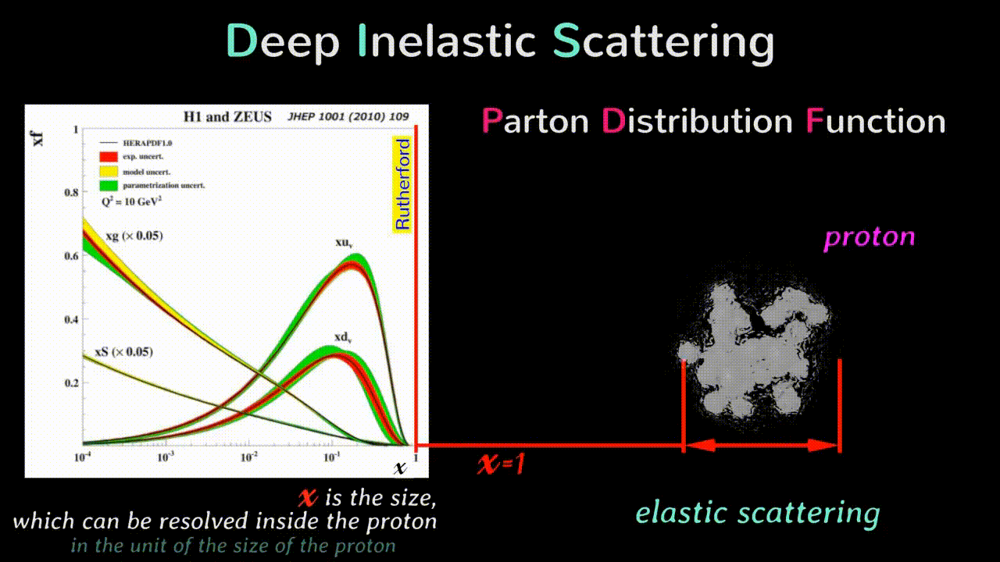 Deep Inelastic Scattering
H1 and ZEUS JHEP 1001 (2010) 109
xf
1
HERAPDF1.0
exp. uncert.
model uncert.
parametrization uncert.
Q² = 10 GeV²
Rutherford
0.8
xg (× 0.05)
xuᵥ
0.6
0.4
xdᵥ
xS (× 0.05)
0.2
10⁻⁴ 10⁻³ 10⁻² 10⁻¹ 1
x
x is the size,
which can be resolved inside the proton
in the unit of the size of the proton
Parton Distribution Function
proton
x=1
elastic scattering